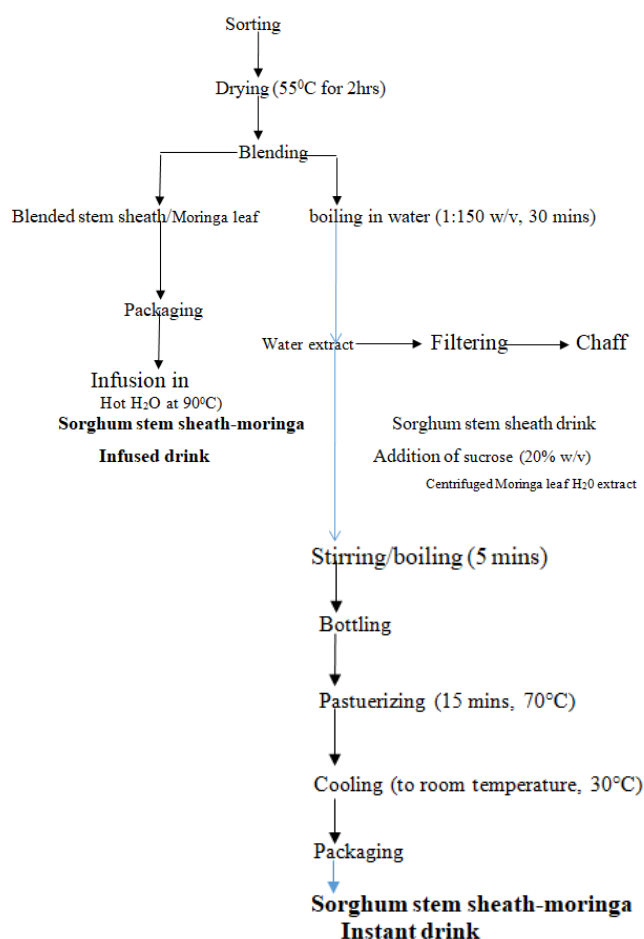 Sorting
Drying (55⁰C for 2hrs)
Blending
Blended stem sheath/Moringa leaf
boiling in water (1:150 w/v, 30 mins)
Packaging
Water extract
Filtering
Chaff
Infusion in
Hot H₂O at 90⁰C)
Sorghum stem sheath-moringa
Infused drink
Sorghum stem sheath drink
Addition of sucrose (20% w/v)
Centrifuged Moringa leaf H₂0 extract
Stirring/boiling (5 mins)
Bottling
Pastuerizing (15 mins, 70°C)
Cooling (to room temperature, 30°C)
Packaging
Sorghum stem sheath-moringa
Instant drink